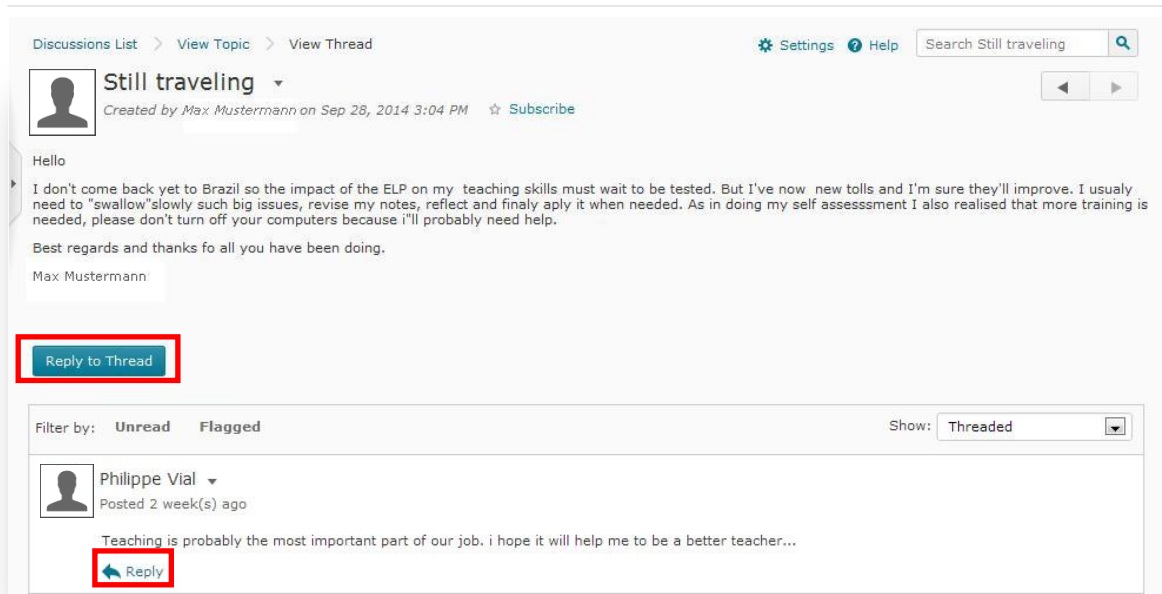 Discussions List > View Topic > View Thread
Settings Help Search Still traveling
Still traveling
Created by Max Mustermann on Sep 28, 2014 3:04 PM Subscribe
Hello
I don't come back yet to Brazil so the impact of the ELP on my teaching skills must wait to be tested. But I've now new tolls and I'm sure they'll improve. I usualy
need to "swallow"slowly such big issues, revise my notes, reflect and finaly aply it when needed. As in doing my self assesssment I also realised that more training is
needed, please don't turn off your computers because i"ll probably need help.
Best regards and thanks fo all you have been doing.
Max Mustermann
Reply to Thread
Filter by: Unread Flagged Show: Threaded
Philippe Vial
Posted 2 week(s) ago
Teaching is probably the most important part of our job. i hope it will help me to be a better teacher...
Reply